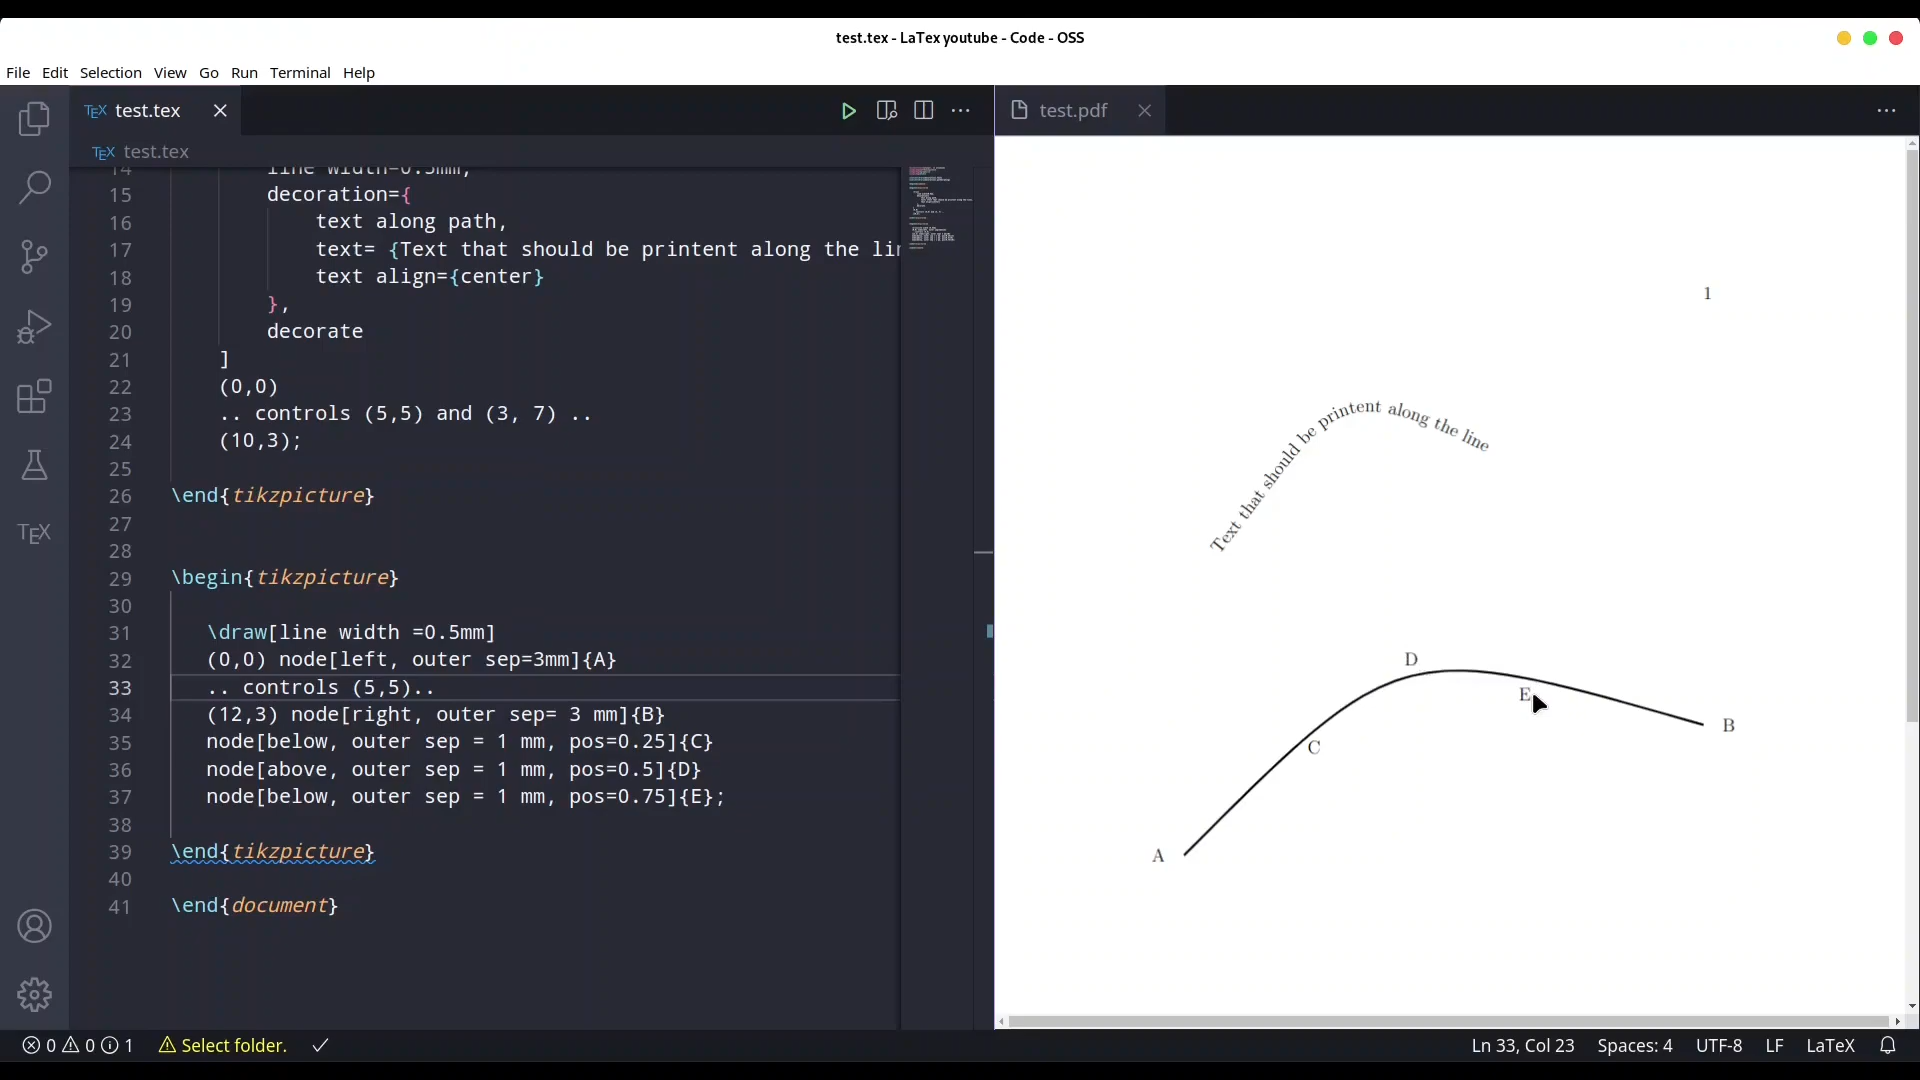 test.tex - LaTex youtube - Code - OSS
File Edit Selection View Go Run Terminal Help
TEX test.tex
test.pdf
TEX test.tex
14 line width=0.5mm,
15 decoration={
16 text along path,
17 text= {Text that should be printent along the lin
18 text align={center}
19 },
20 decorate
21 ]
22 (0,0)
23 .. controls (5,5) and (3, 7) ..
24 (10,3);
25
26 \end{tikzpicture}
27
28
29 \begin{tikzpicture}
30
31 \draw[line width =0.5mm]
32 (0,0) node[left, outer sep=3mm]{A}
33 .. controls (5,5)..
34 (12,3) node[right, outer sep= 3 mm]{B}
35 node[below, outer sep = 1 mm, pos=0.25]{C}
36 node[above, outer sep = 1 mm, pos=0.5]{D}
37 node[below, outer sep = 1 mm, pos=0.75]{E};
38
39 \end{tikzpicture}
40
41 \end{document}
TEX
1
Text that should be printent along the line
D
E
B
C
A
0 0 1 Select folder.
Ln 33, Col 23 Spaces: 4 UTF-8 LF LaTeX